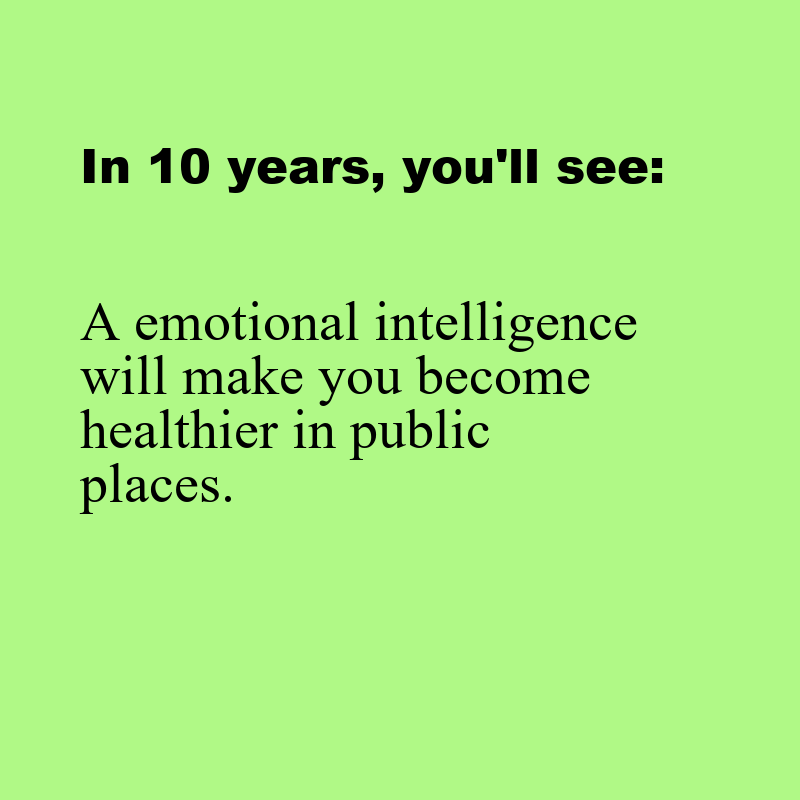 In 10 years, you'll see:
A emotional intelligence
will make you become
healthier in public
places.